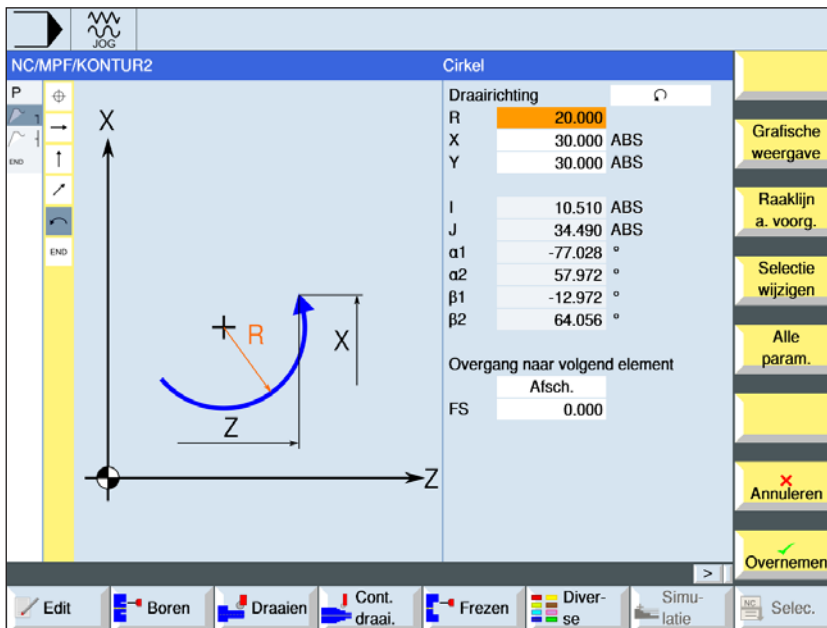 JOG
NC/MPF/KONTUR2
Cirkel
P
END
END
X
R
X
Z
Z
Draairichting
R 20.000
X 30.000 ABS
Y 30.000 ABS
I 10.510 ABS
J 34.490 ABS
α1 -77.028 °
α2 57.972 °
β1 -12.972 °
β2 64.056 °
Overgang naar volgend element
Afsch.
FS 0.000
Grafische
weergave
Raaklijn
a. voorg.
Selectie
wijzigen
Alle
param.
Annuleren
Overnemen
>
Edit
Boren
Draaien
Cont.
draai.
Frezen
Diver-
se
Simu-
latie
NC
Selec.